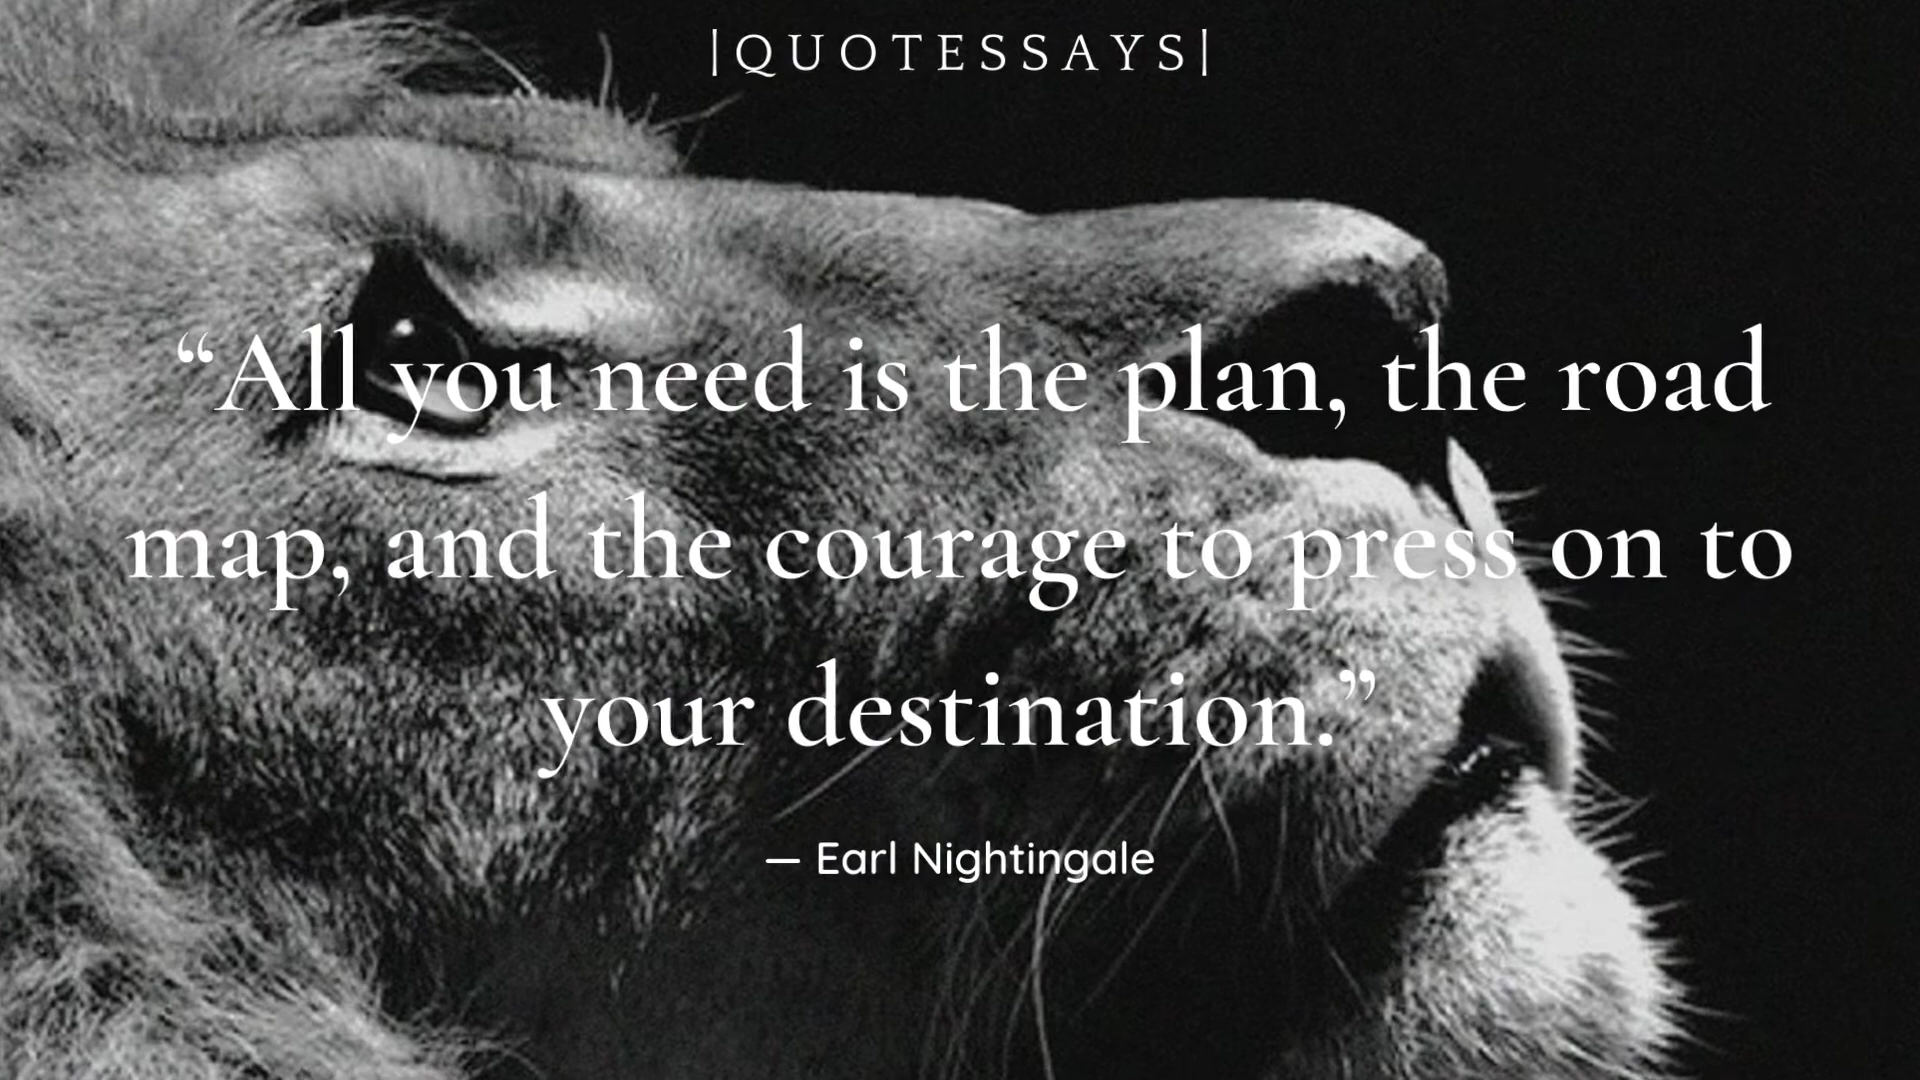 |QUOTESSAYS|
“All you need is the plan, the road
map, and the courage to press on to
your destination.”
— Earl Nightingale